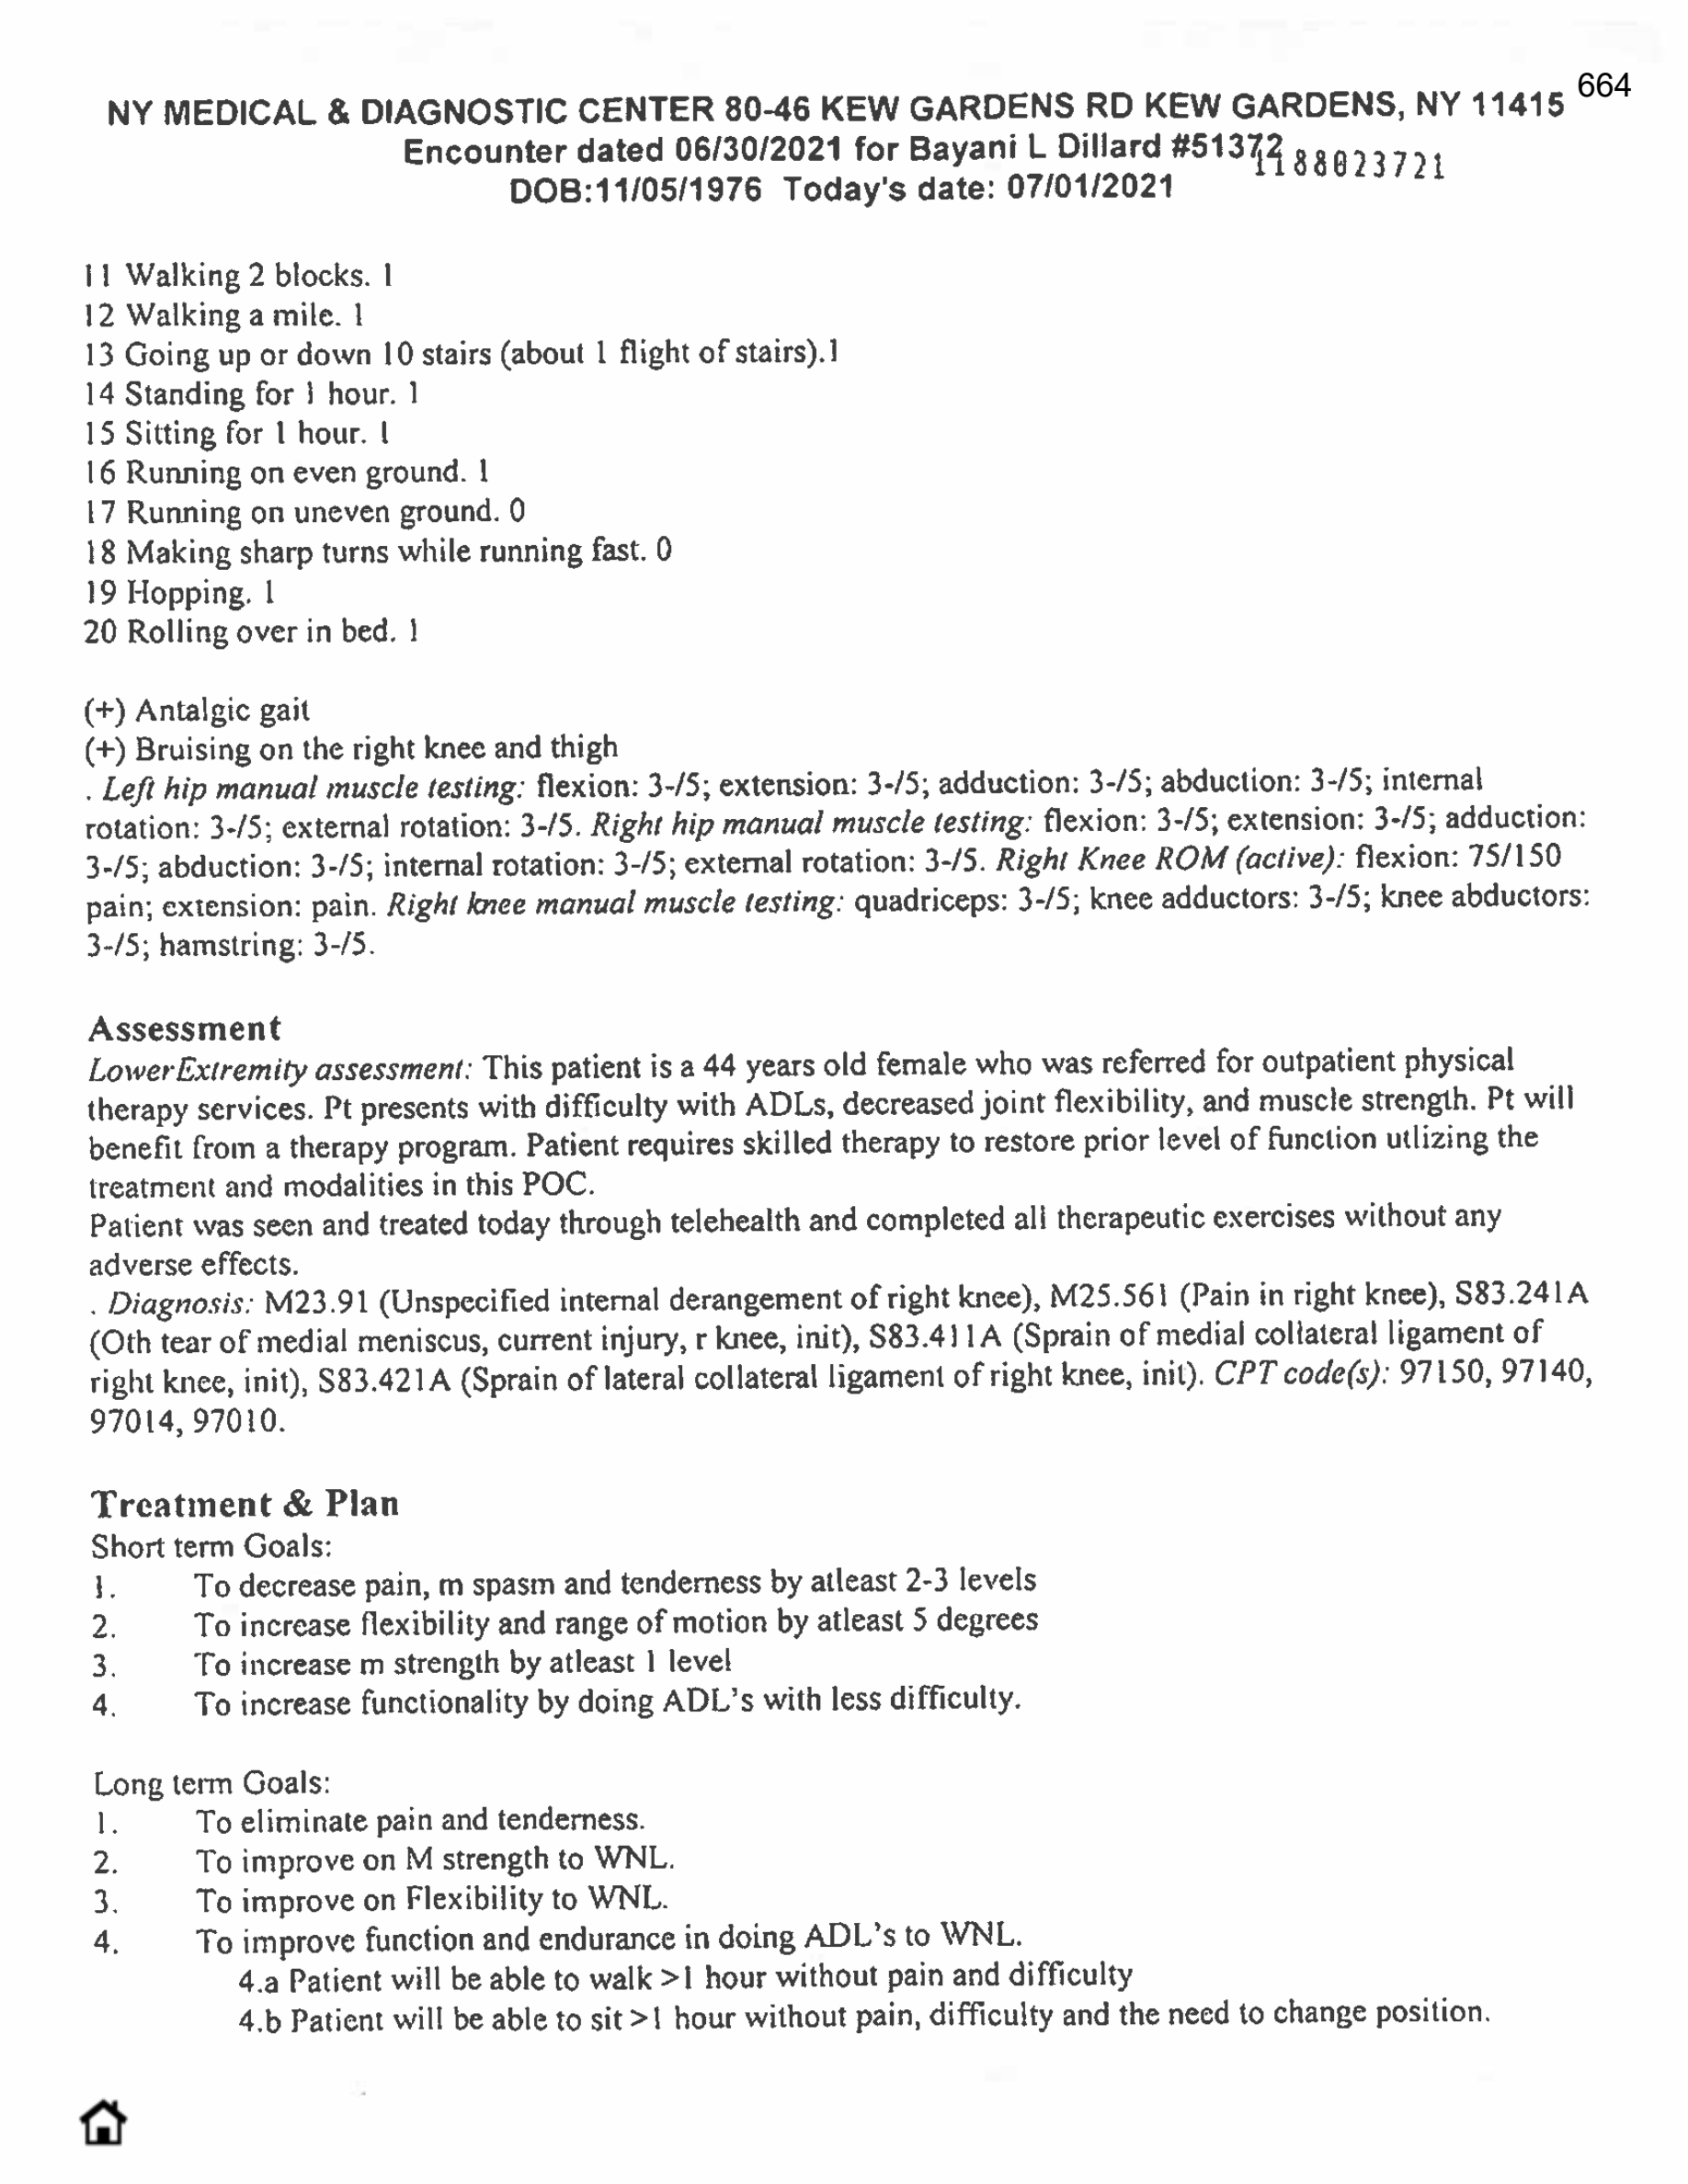 664
NY MEDICAL & DIAGNOSTIC CENTER 80-46 KEW GARDENS RD KEW GARDENS, NY 11415
Encounter dated 06/30/2021 for Bayani L Dillard #51372
1188023721
DOB:11/05/1976 Today's date: 07/01/2021
11 Walking 2 blocks. 1
12 Walking a mile. 1
13 Going up or down 10 stairs (about 1 flight of stairs).1
14 Standing for 1 hour. 1
15 Sitting for 1 hour. 1
16 Running on even ground. 1
17 Running on uneven ground. 0
18 Making sharp turns while running fast. 0
19 Hopping. 1
20 Rolling over in bed. 1
(+) Antalgic gait
(+) Bruising on the right knee and thigh
. Left hip manual muscle testing: flexion: 3-/5; extension: 3-/5; adduction: 3-/5; abduction: 3-/5; internal
rotation: 3-/5; external rotation: 3-/5. Right hip manual muscle testing: flexion: 3-/5; extension: 3-/5; adduction:
3-/5; abduction: 3-/5; internal rotation: 3-/5; external rotation: 3-/5. Right Knee ROM (active): flexion: 75/150
pain; extension: pain. Right knee manual muscle testing: quadriceps: 3-/5; knee adductors: 3-/5; knee abductors:
3-/5; hamstring: 3-/5.
Assessment
LowerExtremity assessment: This patient is a 44 years old female who was referred for outpatient physical
therapy services. Pt presents with difficulty with ADLs, decreased joint flexibility, and muscle strength. Pt will
benefit from a therapy program. Patient requires skilled therapy to restore prior level of function utlizing the
treatment and modalities in this POC.
Patient was seen and treated today through telehealth and completed all therapeutic exercises without any
adverse effects.
. Diagnosis: M23.91 (Unspecified internal derangement of right knee), M25.561 (Pain in right knee), S83.241A
(Oth tear of medial meniscus, current injury, r knee, init), S83.411A (Sprain of medial collateral ligament of
right knee, init), S83.421A (Sprain of lateral collateral ligament of right knee, init). CPT code(s): 97150, 97140,
97014, 97010.
Treatment & Plan
Short term Goals:
1. To decrease pain, m spasm and tenderness by atleast 2-3 levels
2. To increase flexibility and range of motion by atleast 5 degrees
3. To increase m strength by atleast 1 level
4. To increase functionality by doing ADL's with less difficulty.
Long term Goals:
1. To eliminate pain and tenderness.
2. To improve on M strength to WNL.
3. To improve on Flexibility to WNL.
4. To improve function and endurance in doing ADL's to WNL.
4.a Patient will be able to walk >1 hour without pain and difficulty
4.b Patient will be able to sit >1 hour without pain, difficulty and the need to change position.